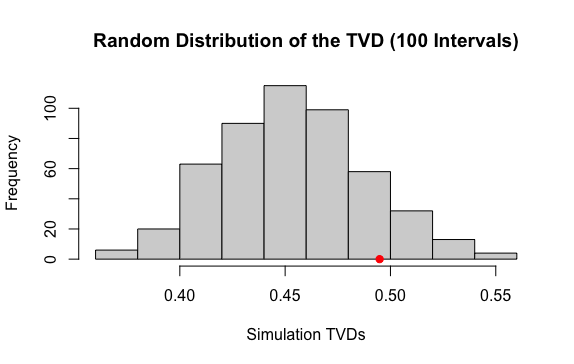 Random Distribution of the TVD (100 Intervals)
Frequency
100
60
20
0
0.40 0.45 0.50 0.55
Simulation TVDs